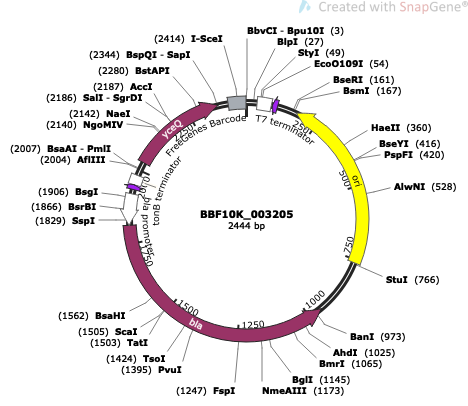 Created with SnapGene®
BbvCI - Bpu10I (3)
BlpI (27)
StyI (49)
EcoO109I (54)
BseRI (161)
BsmI (167)
HaeII (360)
BseYI (416)
PspFI (420)
AlwNI (528)
StuI (766)
BanI (973)
AhdI (1025)
BmrI (1065)
BglI (1145)
NmeAIII (1173)
(1247) FspI
(1395) PvuI
(1424) TsoI
(1503) TatI
(1505) ScaI
(1562) BsaHI
(1829) SspI
(1866) BsrBI
(1906) BsgI
(2004) AflIII
(2007) BsaAI - PmlI
(2140) NgoMIV
(2142) NaeI
(2186) SalI - SgrDI
(2187) AccI
(2280) BstAPI
(2344) BspQI - SapI
(2414) I-SceI
T7 terminator
ori
bla
bla promoter
tonB terminator
yceQ
FreeGenes Barcode
250
500
750
1000
1250
1500
1750
2000
2250
BBF10K_003205
2444 bp